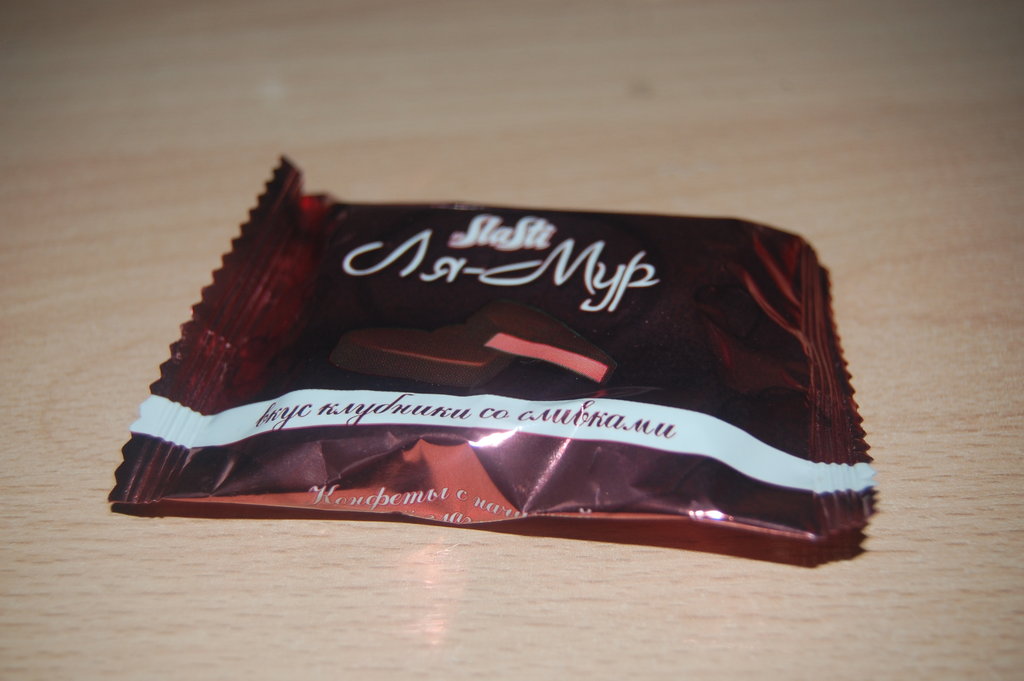 SlaSti
Ля-Мур
вкус клубники со сливками
Конфеты с